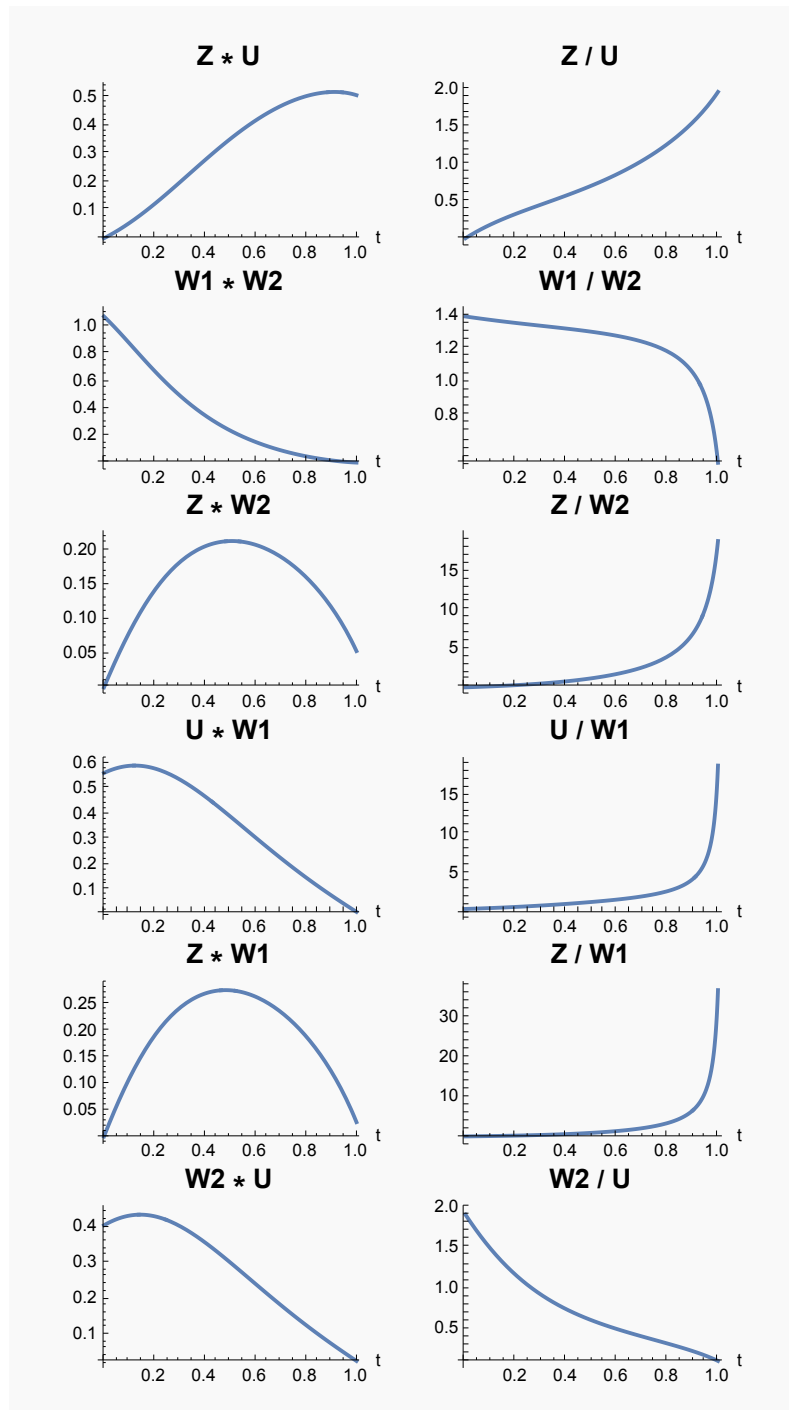 Z * U
Z / U
0.5
0.4
0.3
0.2
0.1
0.2 0.4 0.6 0.8 1.0 t
2.0
1.5
1.0
0.5
0.2 0.4 0.6 0.8 1.0 t
W1 * W2
W1 / W2
1.0
0.8
0.6
0.4
0.2
0.2 0.4 0.6 0.8 1.0 t
1.4
1.2
1.0
0.8
0.2 0.4 0.6 0.8 1.0 t
Z * W2
Z / W2
0.20
0.15
0.10
0.05
0.2 0.4 0.6 0.8 1.0 t
15
10
5
0.2 0.4 0.6 0.8 1.0 t
U * W1
U / W1
0.6
0.5
0.4
0.3
0.2
0.1
0.2 0.4 0.6 0.8 1.0 t
15
10
5
0.2 0.4 0.6 0.8 1.0 t
Z * W1
Z / W1
0.25
0.20
0.15
0.10
0.05
0.2 0.4 0.6 0.8 1.0 t
30
20
10
0.2 0.4 0.6 0.8 1.0 t
W2 * U
W2 / U
0.4
0.3
0.2
0.1
0.2 0.4 0.6 0.8 1.0 t
2.0
1.5
1.0
0.5
0.2 0.4 0.6 0.8 1.0 t